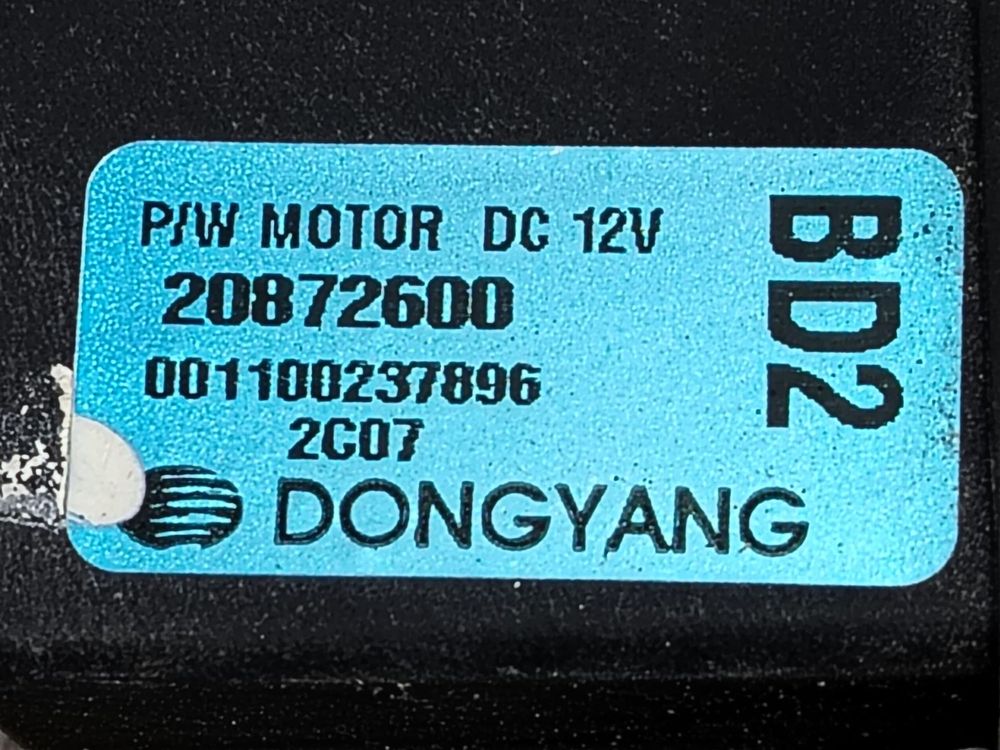 P/W MOTOR DC 12V
20872600
001100237896
2C07
DONGYANG
BD2